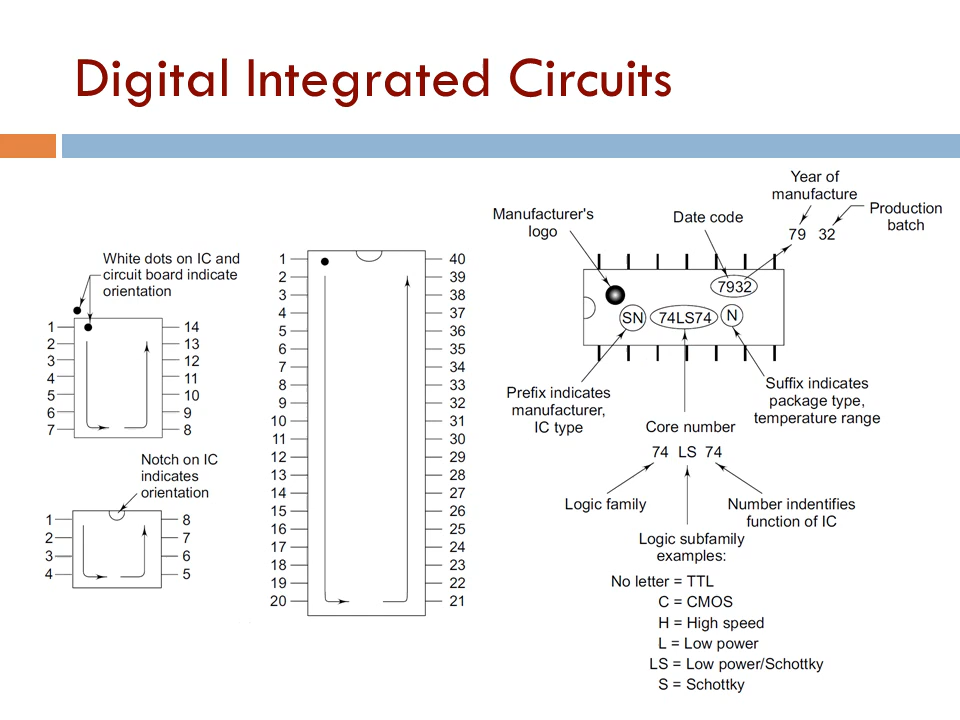 Digital Integrated Circuits
White dots on IC and
circuit board indicate
orientation
1 14
2 13
3 12
4 11
5 10
6 9
7 8
Notch on IC
indicates
orientation
1 8
2 7
3 6
4 5
1 40
2 39
3 38
4 37
5 36
6 35
7 34
8 33
9 32
10 31
11 30
12 29
13 28
14 27
15 26
16 25
17 24
18 23
19 22
20 21
Year of
manufacture
Production
batch
79 32
Manufacturer's
logo
Date code
7932
SN 74LS74 N
Prefix indicates
manufacturer,
IC type
Suffix indicates
package type,
temperature range
Core number
74 LS 74
Logic family
Number indentifies
function of IC
Logic subfamily
examples:
No letter = TTL
C = CMOS
H = High speed
L = Low power
LS = Low power/Schottky
S = Schottky